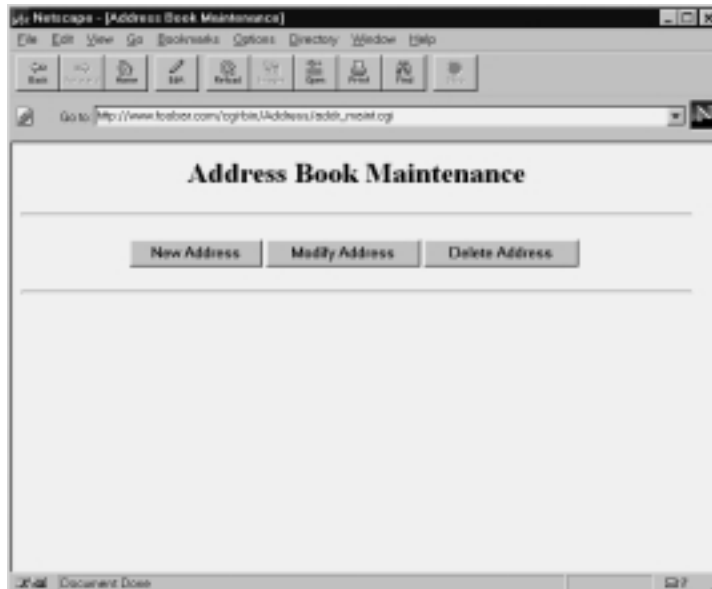 Netscape - [Address Book Maintenance]
File Edit View Go Bookmarks Options Directory Window Help
Back Home Edit Reload Open Print Find
Go to: http://www.foobar.com/cgi-bin/Address/addr_maint.cgi
N
Address Book Maintenance
New Address Modify Address Delete Address
Document Done